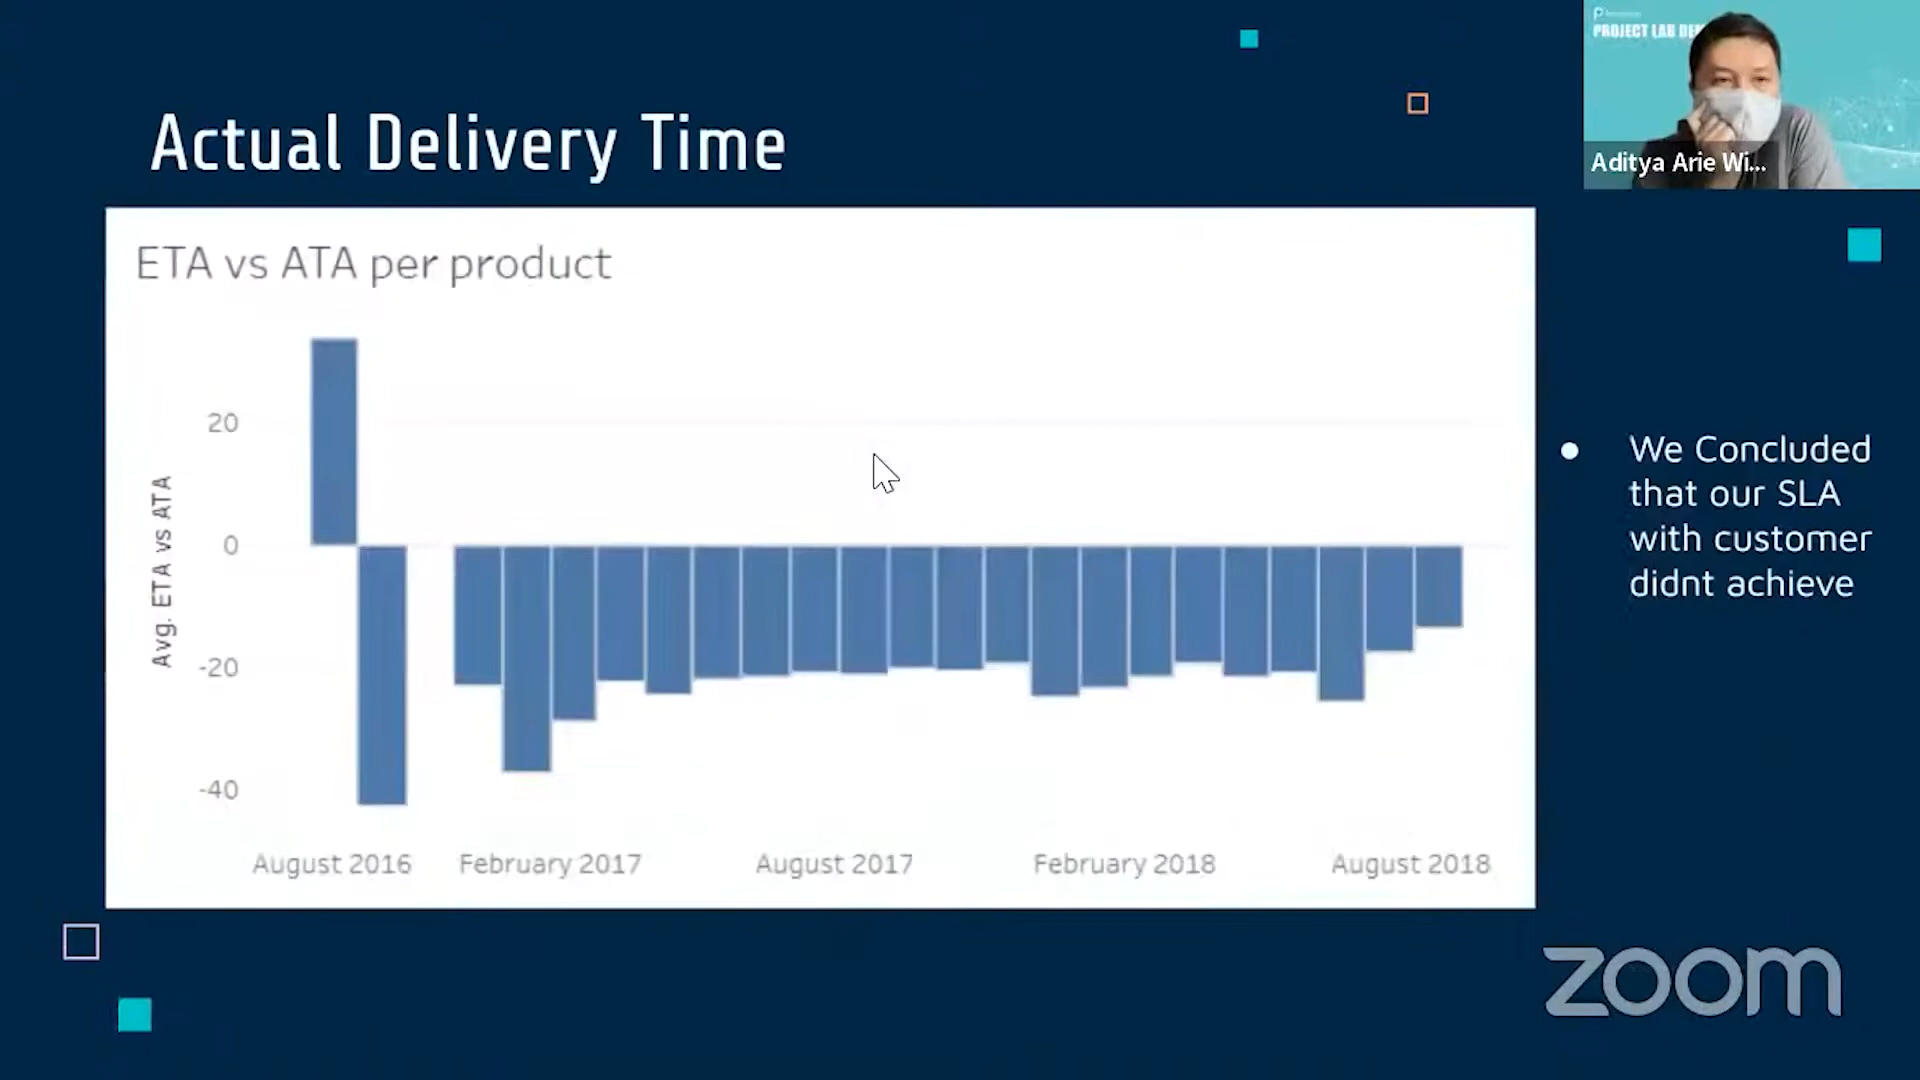 PROJECT LAB DE
Aditya Arie Wi...
Actual Delivery Time
ETA vs ATA per product
Avg. ETA vs ATA
20
0
-20
-40
August 2016
February 2017
August 2017
February 2018
August 2018
We Concluded
that our SLA
with customer
didnt achieve
zoom